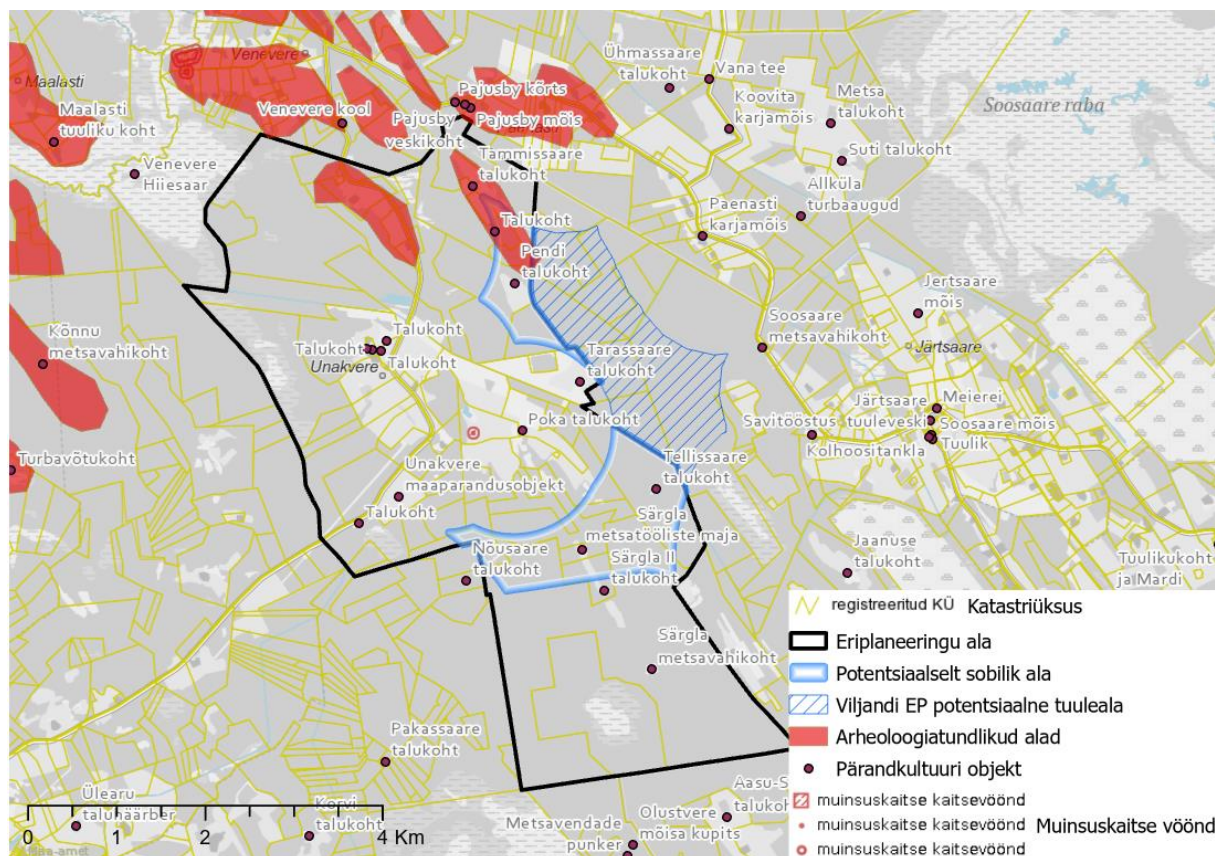 Venevere
Maalasti
Maalasti
tuuliku koht
Venevere kool
Venevere
Hiiesaar
Pajusby kõrts
Pajusby mõis
Pajusby
veskikoht
Tammissaare
talukoht
Talukoht
Pendi
talukoht
Ühmassaare
talukoht
Vana tee
Koovita
karjamõis
Metsa
talukoht
Suti talukoht
Allküla
turbaaugud
Paenasti
karjamõis
Soosaare raba
Soosaare
metsavahikoht
Jertsaare
mõis
Järtsaare
Könnu
metsavahikoht
Talukoht
Talukoht
Talukoht
Unakvere
Tarassaare
talukoht
Poka talukoht
Järtsaare
tuuleveski
Meierei
Savitööstus
Soosaare mõis
Tuulik
Kolhoositankla
Turbavõtukoht
Unakvere
maaparandusobjekt
Talukoht
Tellissaare
talukoht
Särgla
metsatööliste maja
Särgla II
talukoht
Nõusaare
talukoht
Jaanuse
talukoht
Tuulikukoht
ja Mardi
Särgla
metsavahikoht
Pakassaare
talukoht
Ülearu
talunäärber
Korvi
talukoht
Metsavendade
punker
Olustvere
mõisa kupits
Aasu-S
talukoht
0 1 2 4 Km
registreeritud KÜ Katastriüksus
Eriplaneeringu ala
Potentsiaalselt sobilik ala
Viljandi EP potentsiaalne tuuleala
Arheoloogiatundlikud alad
Pärandkultuuri objekt
muinsuskaitse kaitsevöönd
muinsuskaitse kaitsevöönd Muinsuskaitse vöönd
muinsuskaitse kaitsevöönd